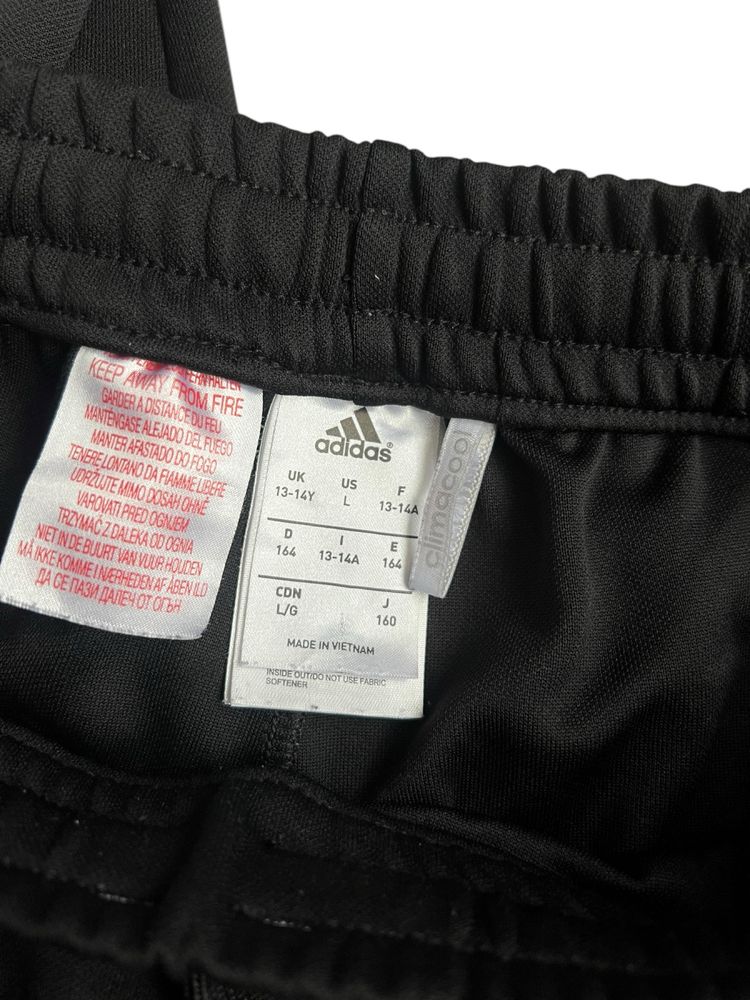 KEEP AWAY FROM FIRE
GARDER A DISTANCE DU FEU
MANTÉNGASE ALEJADO DEL FUEGO
MANTER AFASTADO DO FOGO
TENERE LONTANO DA FIAMME LIBERE
UDRŽUJTE MIMO DOSAH OHNĚ
VAROVATI PRED OGNJEM
TRZYMAĆ Z DALEKA OD OGNIA
NIET IN DE BUURT VAN VUUR HOUDEN
MÅ IKKE KOMME I NÆRHEDEN AF ÅBEN ILD
ДА СЕ ПАЗИ ДАЛЕЧ ОТ ОГЪН
adidas®
UK US F
13-14Y L 13-14A
D I E
164 13-14A 164
CDN J
L/G 160
MADE IN VIETNAM
INSIDE OUT/DO NOT USE FABRIC
SOFTENER
climacool